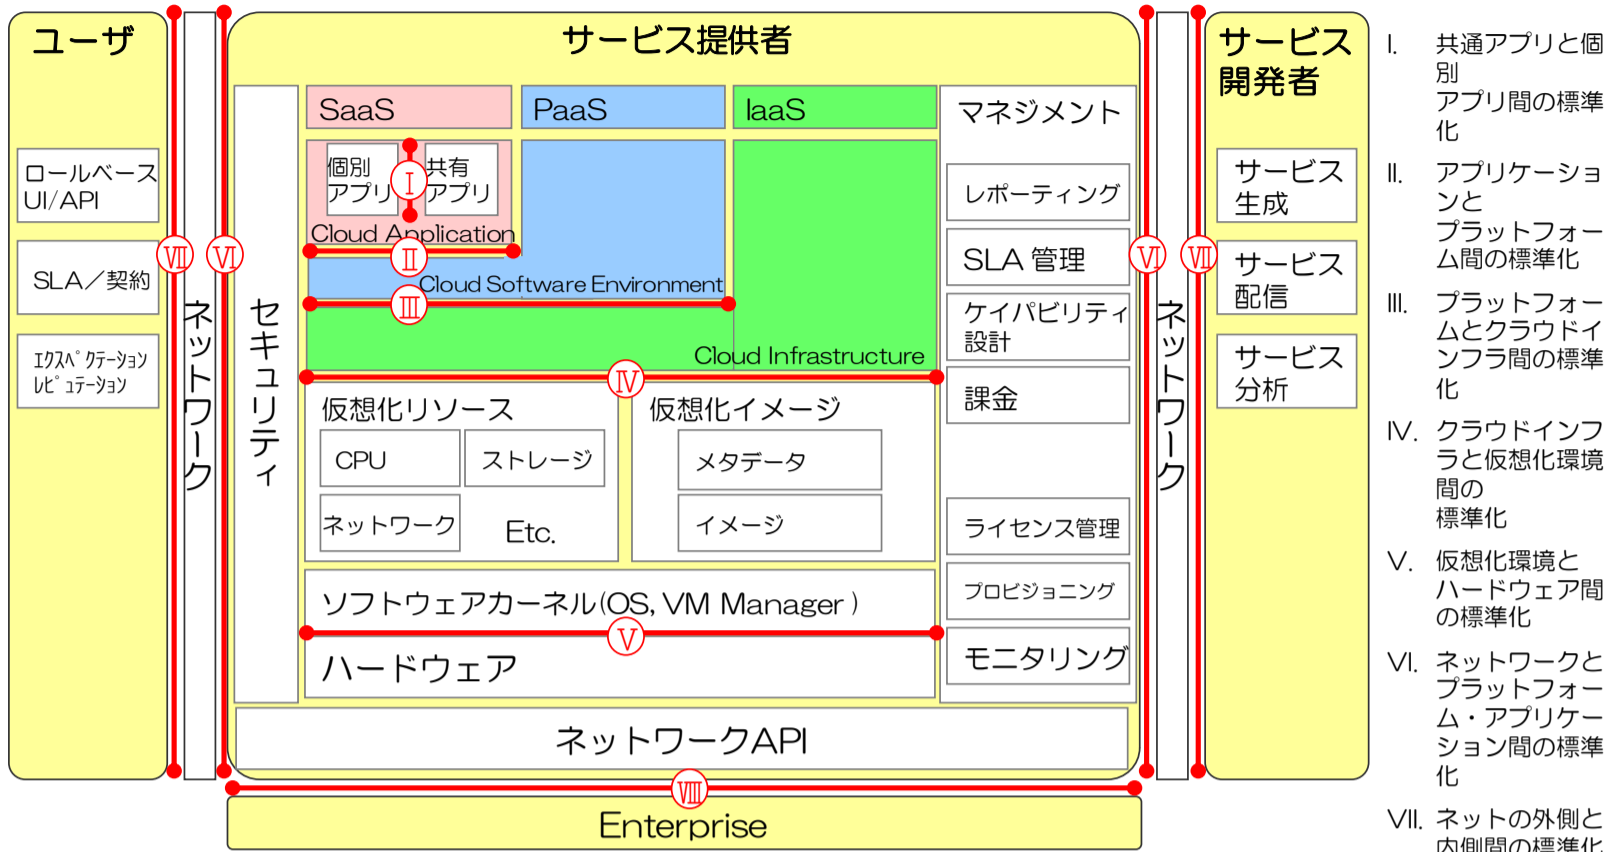 ユーザ
ロールベース
UI/API
SLA／契約
ｴｸｽﾍﾟｸﾃｰｼｮﾝ
ﾚﾋﾟｭﾃｰｼｮﾝ
Ⅶ
ネットワーク
Ⅵ
サービス提供者
セキュリティ
SaaS
PaaS
IaaS
個別
アプリ
Ⅰ
共有
アプリ
Cloud Application
Ⅱ
Cloud Software Environment
Ⅲ
Cloud Infrastructure
Ⅳ
仮想化リソース
CPU
ストレージ
ネットワーク
Etc.
仮想化イメージ
メタデータ
イメージ
ソフトウェアカーネル(OS, VM Manager )
Ⅴ
ハードウェア
マネジメント
レポーティング
SLA 管理
ケイパビリティ
設計
課金
ライセンス管理
プロビジョニング
モニタリング
ネットワークAPI
Ⅷ
Enterprise
Ⅵ
ネットワーク
Ⅶ
サービス
開発者
サービス
生成
サービス
配信
サービス
分析
I. 共通アプリと個
別
アプリ間の標準
化
II. アプリケーショ
ンと
プラットフォー
ム間の標準化
III. プラットフォー
ムとクラウドイ
ンフラ間の標準
化
IV. クラウドインフ
ラと仮想化環境
間の
標準化
V. 仮想化環境と
ハードウェア間
の標準化
VI. ネットワークと
プラットフォー
ム・アプリケー
ション間の標準
化
VII. ネットの外側と
内側間の標準化